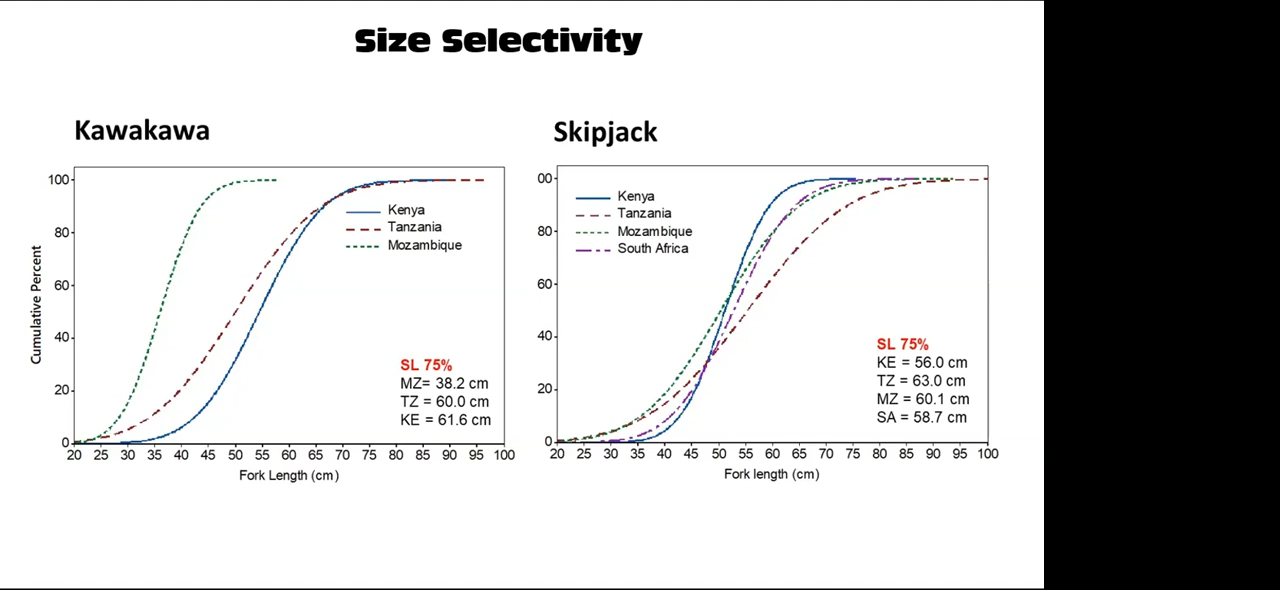 Size Selectivity
Kawakawa
100
80
60
40
20
0
Cumulative Percent
Kenya
Tanzania
Mozambique
SL 75%
MZ= 38.2 cm
TZ = 60.0 cm
KE = 61.6 cm
20 25 30 35 40 45 50 55 60 65 70 75 80 85 90 95 100
Fork Length (cm)
Skipjack
00
80
60
40
20
0
Kenya
Tanzania
Mozambique
South Africa
SL 75%
KE = 56.0 cm
TZ = 63.0 cm
MZ = 60.1 cm
SA = 58.7 cm
20 25 30 35 40 45 50 55 60 65 70 75 80 85 90 95 100
Fork length (cm)